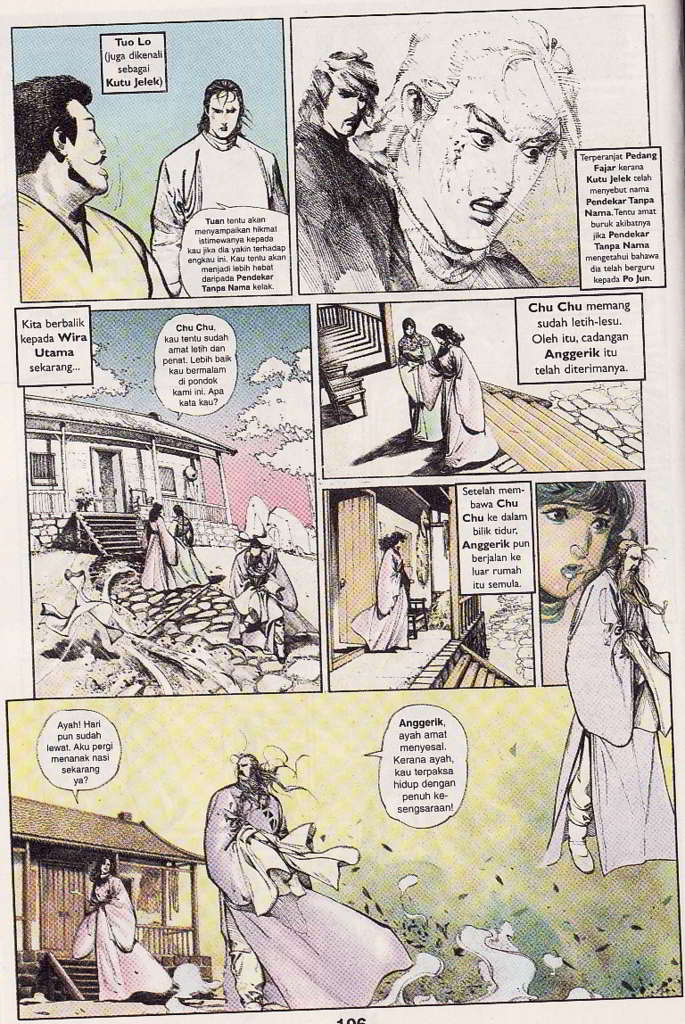 Tuo Lo
(juga dikenali
sebagai
Kutu Jelek)
Tuan tentu akan
menyampaikan hikmat
istimewanya kepada
kau jika dia yakin terhadap
engkau ini. Kau tentu akan
menjadi lebih hebat
daripada Pendekar
Tanpa Nama kelak.
Terperanjat Pedang
Fajar kerana
Kutu Jelek telah
menyebut nama
Pendekar Tanpa
Nama. Tentu amat
buruk akibatnya
jika Pendekar
Tanpa Nama
mengetahui bahawa
dia telah berguru
kepada Po Jun.
Kita berbalik
kepada Wira
Utama
sekarang...
Chu Chu,
kau tentu sudah
amat letih dan
penat. Lebih baik
kau bermalam
di pondok
kami ini. Apa
kata kau?
Chu Chu memang
sudah letih-lesu.
Oleh itu, cadangan
Anggerik itu
telah diterimanya.
Setelah mem-
bawa Chu
Chu ke dalam
bilik tidur,
Anggerik pun
berjalan ke
luar rumah
itu semula.
Ayah! Hari
pun sudah
lewat. Aku pergi
menanak nasi
sekarang
ya?
Anggerik,
ayah amat
menyesal.
Kerana ayah,
kau terpaksa
hidup dengan
penuh ke-
sengsaraan!
106